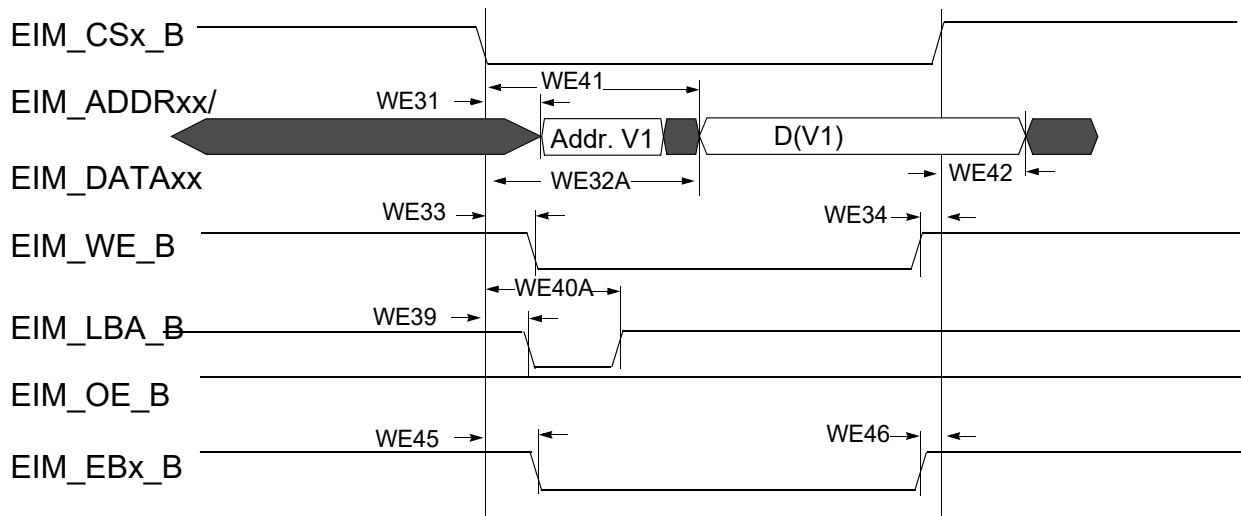 EIM_CSx_B
WE41
EIM_ADDRxx/
WE31
Addr. V1
D(V1)
EIM_DATAxx
WE32A
WE42
WE33
WE34
EIM_WE_B
WE40A
EIM_LBA_B
WE39
EIM_OE_B
WE45
WE46
EIM_EBx_B